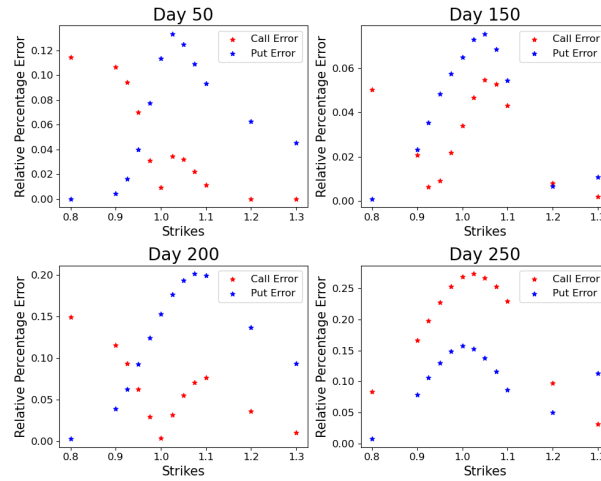 Day 50
Relative Percentage Error
0.12
0.10
0.08
0.06
0.04
0.02
0.00
Call Error
Put Error
0.8 0.9 1.0 1.1 1.2 1.3
Strikes
Day 150
Relative Percentage Error
0.06
0.04
0.02
0.00
Call Error
Put Error
0.8 0.9 1.0 1.1 1.2 1.3
Strikes
Day 200
Relative Percentage Error
0.20
0.15
0.10
0.05
0.00
Call Error
Put Error
0.8 0.9 1.0 1.1 1.2 1.3
Strikes
Day 250
Relative Percentage Error
0.25
0.20
0.15
0.10
0.05
0.00
Call Error
Put Error
0.8 0.9 1.0 1.1 1.2 1.3
Strikes